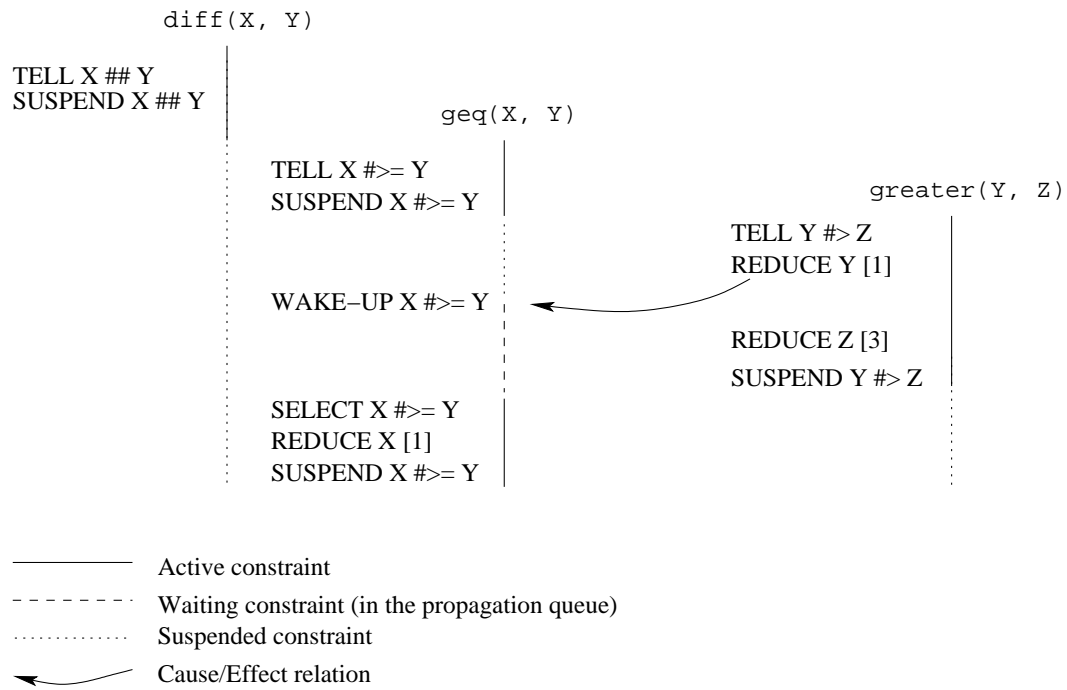 diff(X, Y)
TELL X ## Y
SUSPEND X ## Y
geq(X, Y)
TELL X #>= Y
SUSPEND X #>= Y
greater(Y, Z)
TELL Y #> Z
REDUCE Y [1]
WAKE−UP X #>= Y
REDUCE Z [3]
SUSPEND Y #> Z
SELECT X #>= Y
REDUCE X [1]
SUSPEND X #>= Y
Active constraint
Waiting constraint (in the propagation queue)
Suspended constraint
Cause/Effect relation